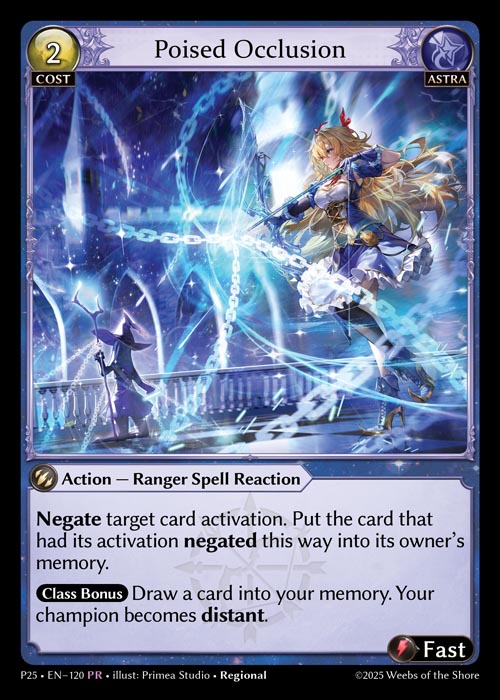 2
Poised Occlusion
COST
ASTRA
Action — Ranger Spell Reaction
Negate target card activation. Put the card that
had its activation negated this way into its owner's
memory.
Class Bonus Draw a card into your memory. Your
champion becomes distant.
Fast
P25 • EN–120 PR • illust: Primea Studio • Regional
©2025 Weebs of the Shore